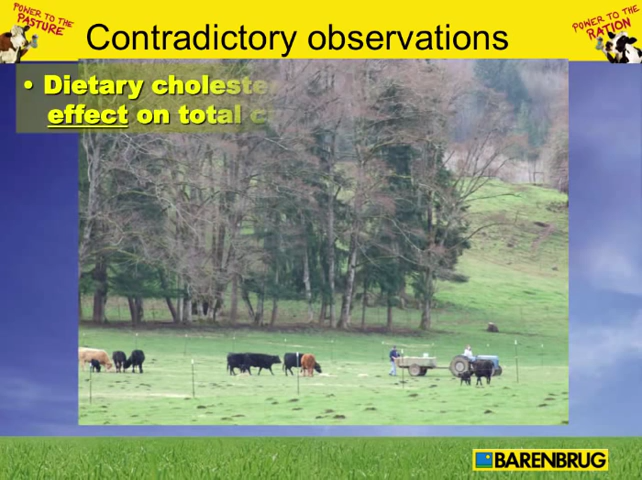 POWER TO THE
PASTURE
Contradictory observations
POWER TO THE
RATION
• Dietary choleste
effect on total c
BARENBRUG